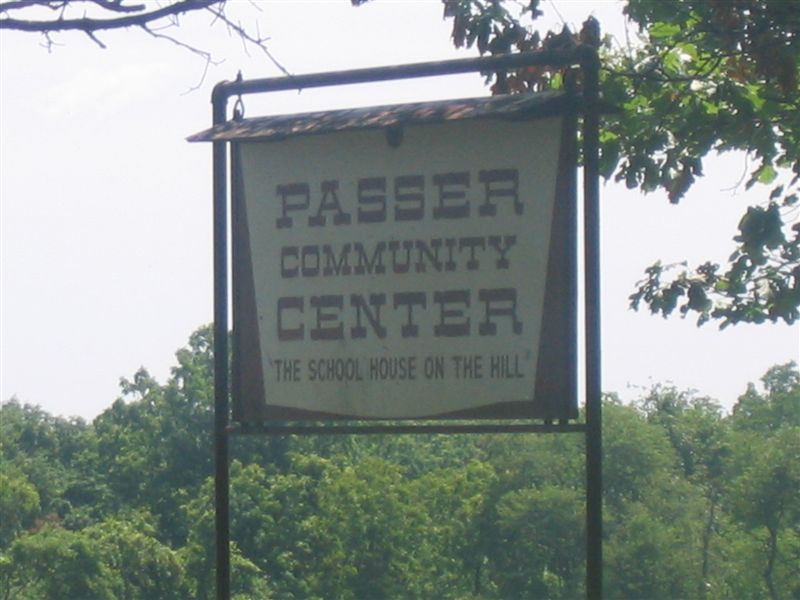 PASSER
COMMUNITY
CENTER
"THE SCHOOL HOUSE ON THE HILL"